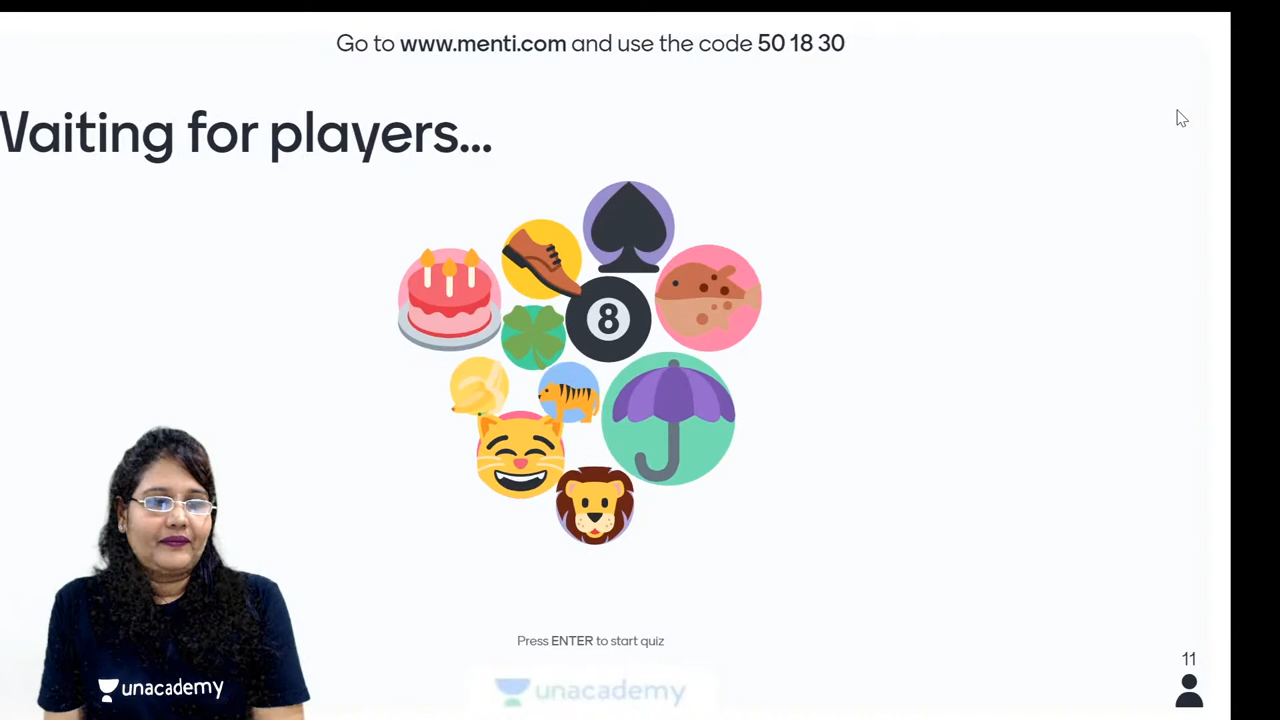 Go to www.menti.com and use the code 50 18 30
Waiting for players...
8
Press ENTER to start quiz
11
unacademy
unacademy